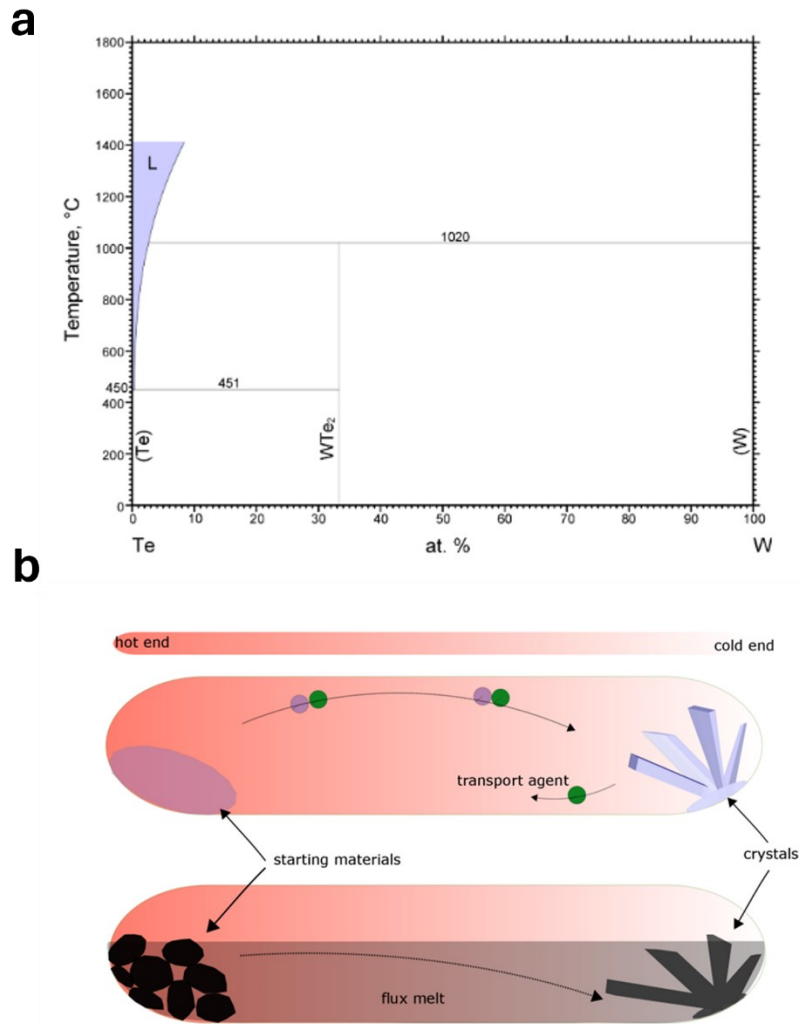 a
1800
1600
1400
L
1200
1020
1000
Temperature, °C
800
600
451
450
400
(Te)
WTe₂
(W)
200
0
0 10 20 30 40 50 60 70 80 90 100
Te at. % W
b
hot end
cold end
transport agent
starting materials
crystals
flux melt